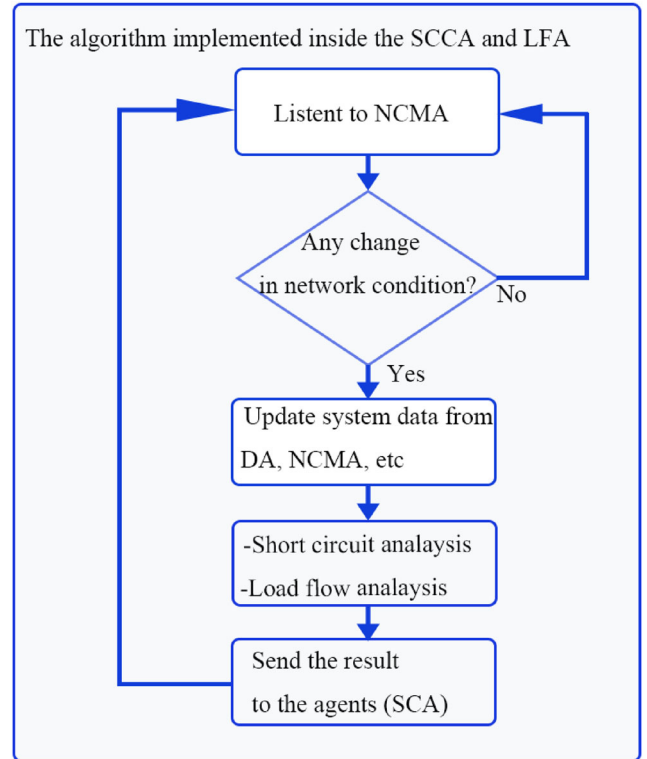 The algorithm implemented inside the SCCA and LFA
Listent to NCMA
Any change
in network condition?
No
Yes
Update system data from
DA, NCMA, etc
-Short circuit analaysis
-Load flow analaysis
Send the result
to the agents (SCA)